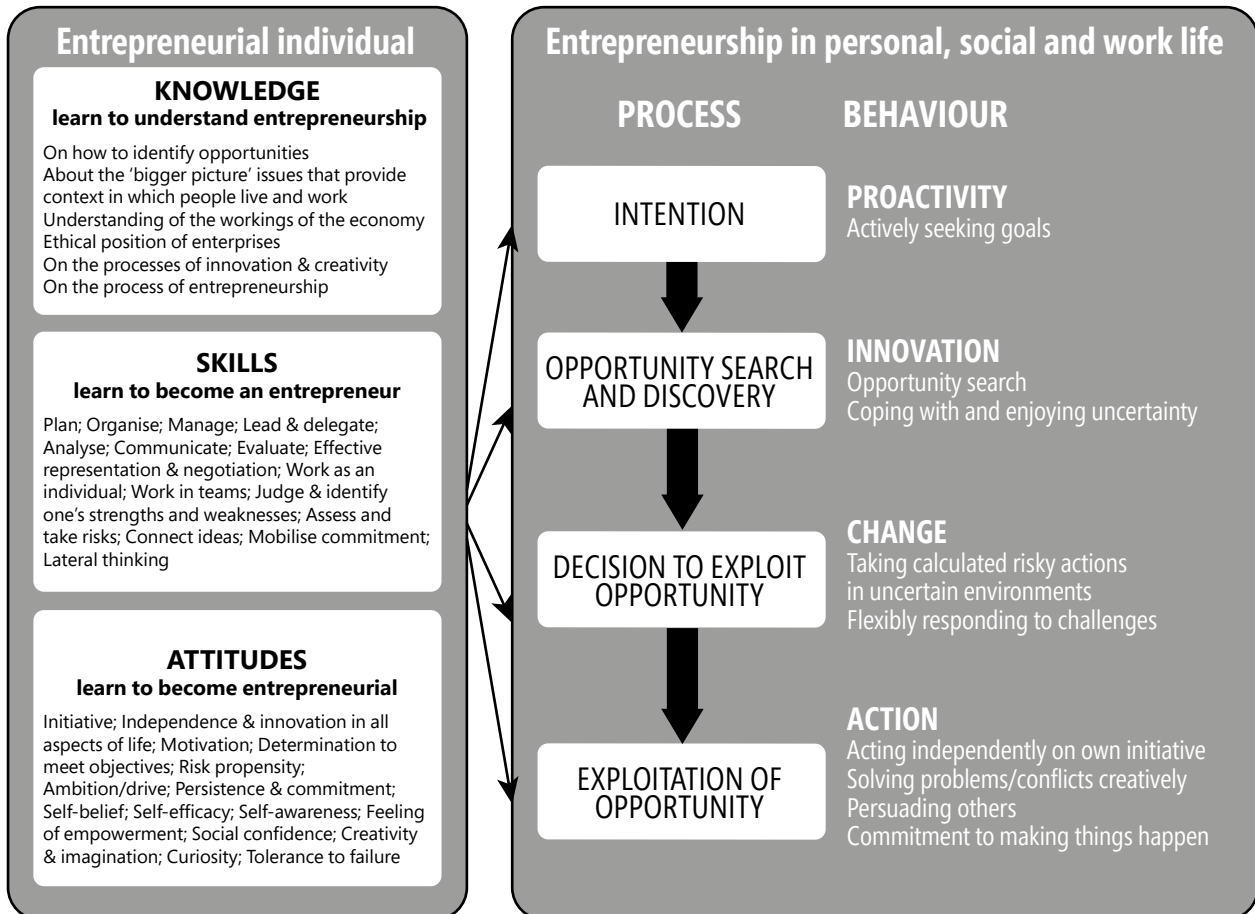 Entrepreneurial individual
KNOWLEDGE
learn to understand entrepreneurship
On how to identify opportunities
About the ‘bigger picture’ issues that provide
context in which people live and work
Understanding of the workings of the economy
Ethical position of enterprises
On the processes of innovation & creativity
On the process of entrepreneurship
SKILLS
learn to become an entrepreneur
Plan; Organise; Manage; Lead & delegate;
Analyse; Communicate; Evaluate; Effective
representation & negotiation; Work as an
individual; Work in teams; Judge & identify
one’s strengths and weaknesses; Assess and
take risks; Connect ideas; Mobilise commitment;
Lateral thinking
ATTITUDES
learn to become entrepreneurial
Initiative; Independence & innovation in all
aspects of life; Motivation; Determination to
meet objectives; Risk propensity;
Ambition/drive; Persistence & commitment;
Self-belief; Self-efficacy; Self-awareness; Feeling
of empowerment; Social confidence; Creativity
& imagination; Curiosity; Tolerance to failure
Entrepreneurship in personal, social and work life
PROCESS
BEHAVIOUR
INTENTION
PROACTIVITY
Actively seeking goals
OPPORTUNITY SEARCH
AND DISCOVERY
INNOVATION
Opportunity search
Coping with and enjoying uncertainty
DECISION TO EXPLOIT
OPPORTUNITY
CHANGE
Taking calculated risky actions
in uncertain environments
Flexibly responding to challenges
EXPLOITATION OF
OPPORTUNITY
ACTION
Acting independently on own initiative
Solving problems/conflicts creatively
Persuading others
Commitment to making things happen